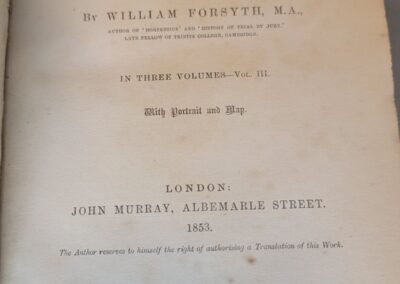 BY WILLIAM FORSYTH, M.A.,
AUTHOR OF "HORTENSIUS" AND "HISTORY OF TRIAL BY JURY,"
LATE FELLOW OF TRINITY COLLEGE, CAMBRIDGE.
IN THREE VOLUMES—VOL. III.
With Portrait and Map.
LONDON:
JOHN MURRAY, ALBEMARLE STREET.
1853.
The Author reserves to himself the right of authorising a Translation of this Work.